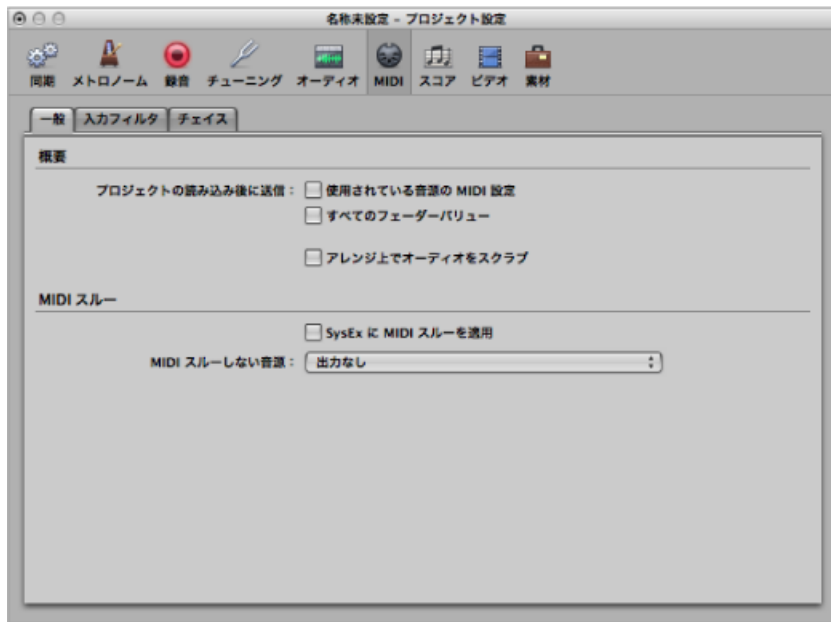 名称未設定 – プロジェクト設定
同期 メトロノーム 録音 チューニング オーディオ MIDI スコア ビデオ 素材
一般 入力フィルタ チェイス
概要
プロジェクトの読み込み後に送信： 使用されている音源の MIDI 設定
すべてのフェーダーバリュー
アレンジ上でオーディオをスクラブ
MIDI スルー
SysEx に MIDI スルーを適用
MIDI スルーしない音源： 出力なし